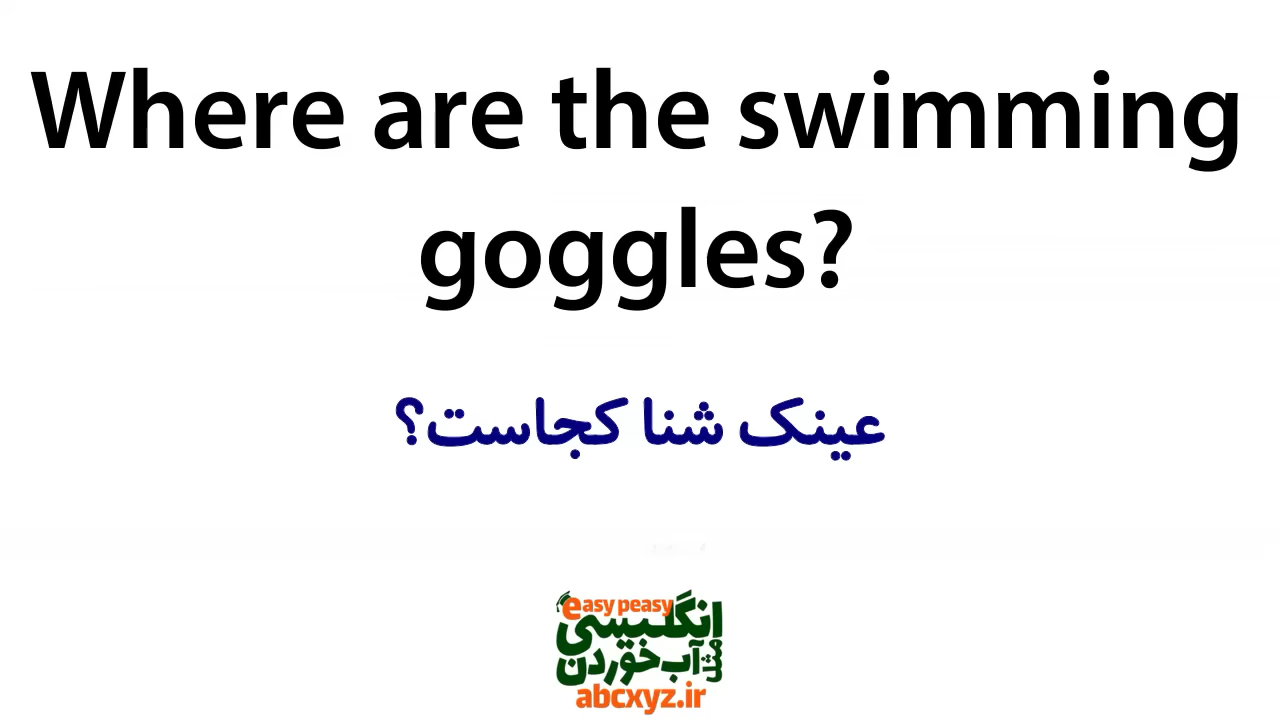 Where are the swimming
goggles?
عینک شنا کجاست؟
easy peasy
انگلیسی
مثل آب خوردن
abcxyz.ir